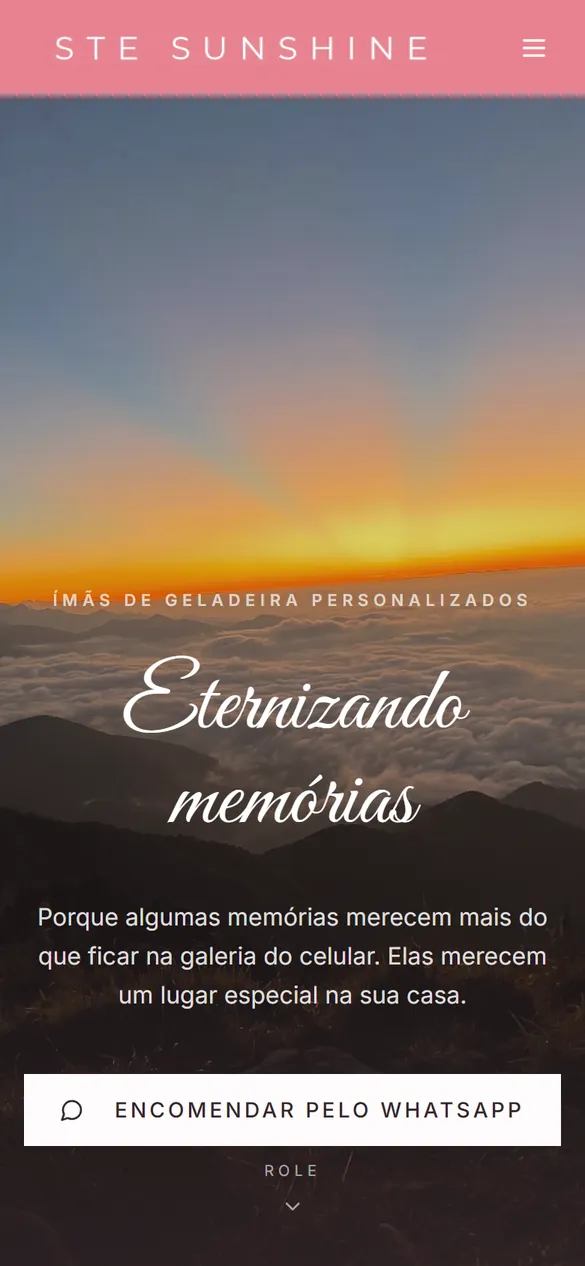 STE SUNSHINE
ÍMÃS DE GELADEIRA PERSONALIZADOS
Eternizando
memórias
Porque algumas memórias merecem mais do
que ficar na galeria do celular. Elas merecem
um lugar especial na sua casa.
ENCOMENDAR PELO WHATSAPP
ROLE